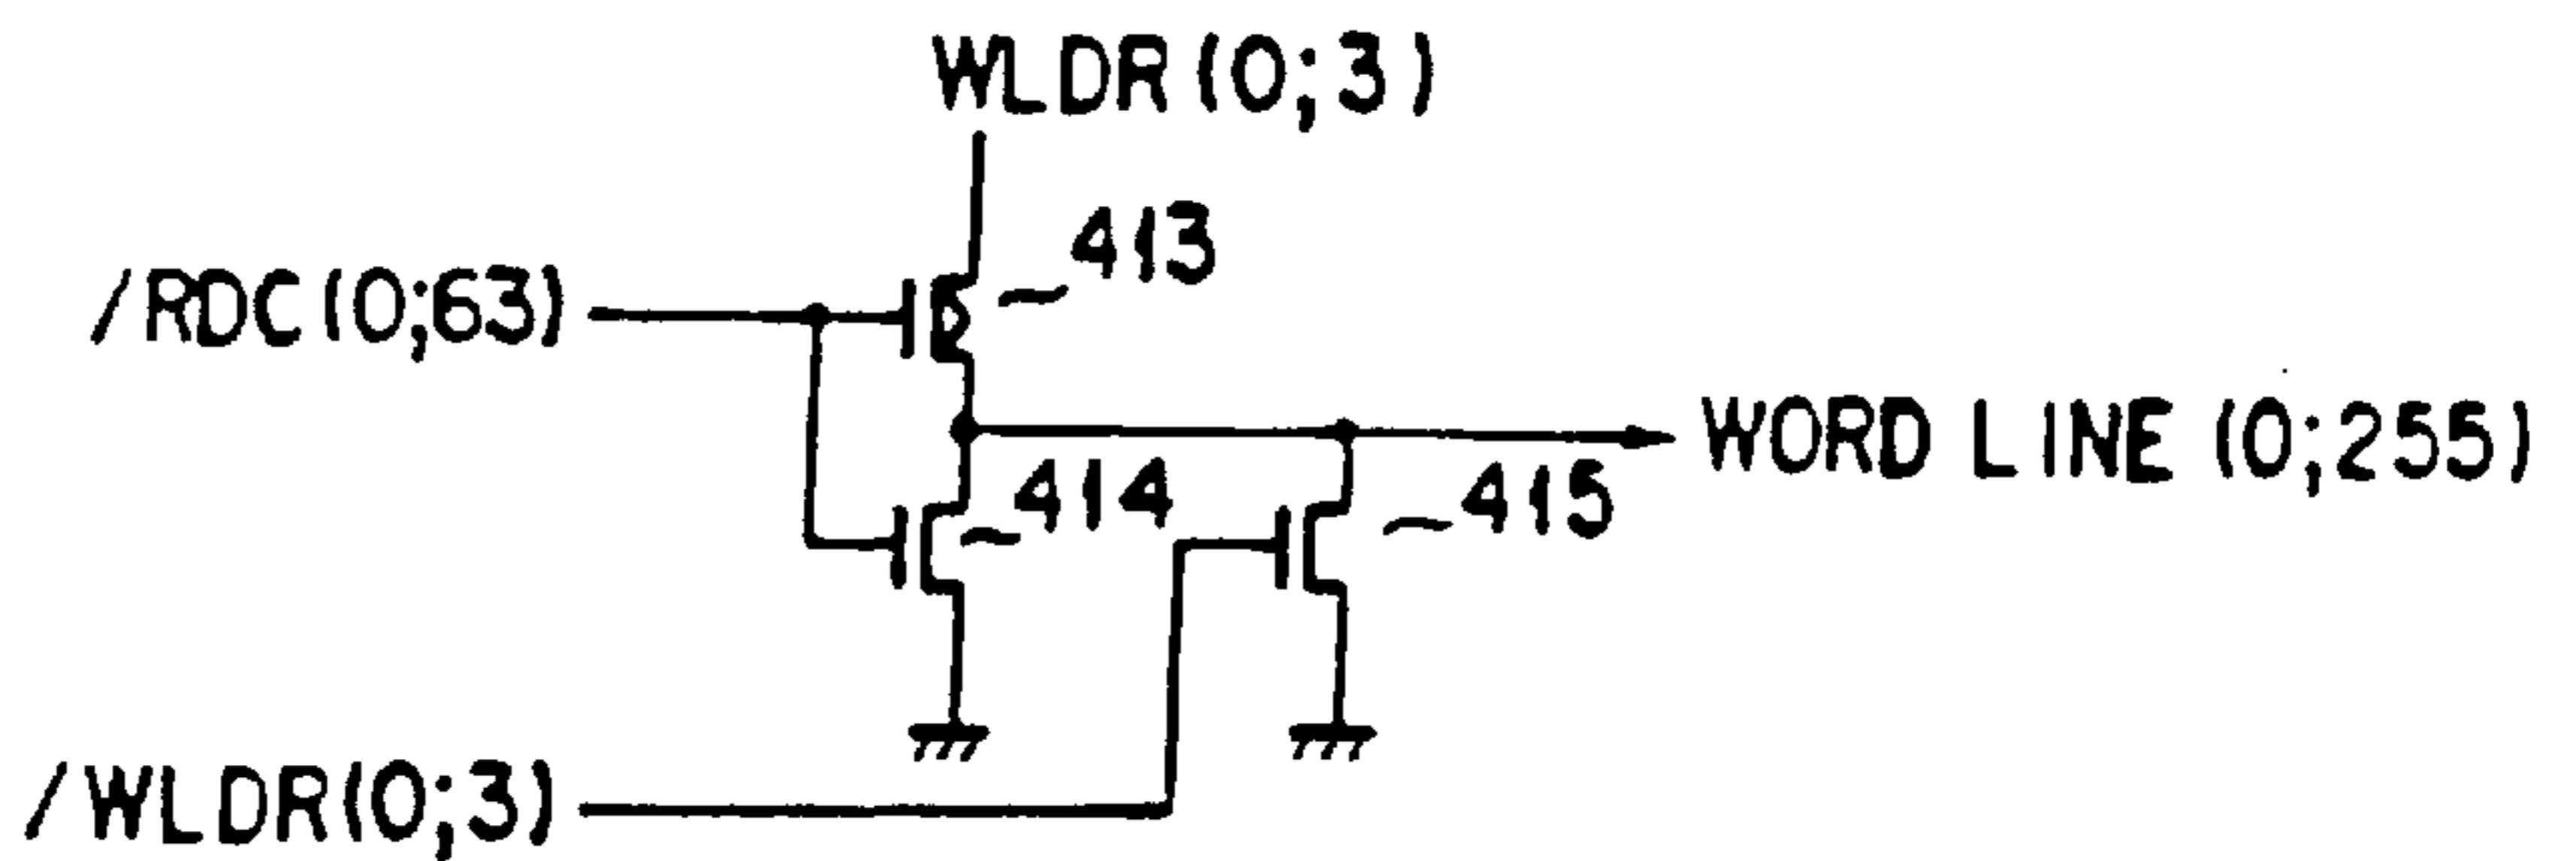 WLDR(0;3)
413
/RDC(0;63)
WORD LINE (0;255)
414
415
/WLDR(0;3)